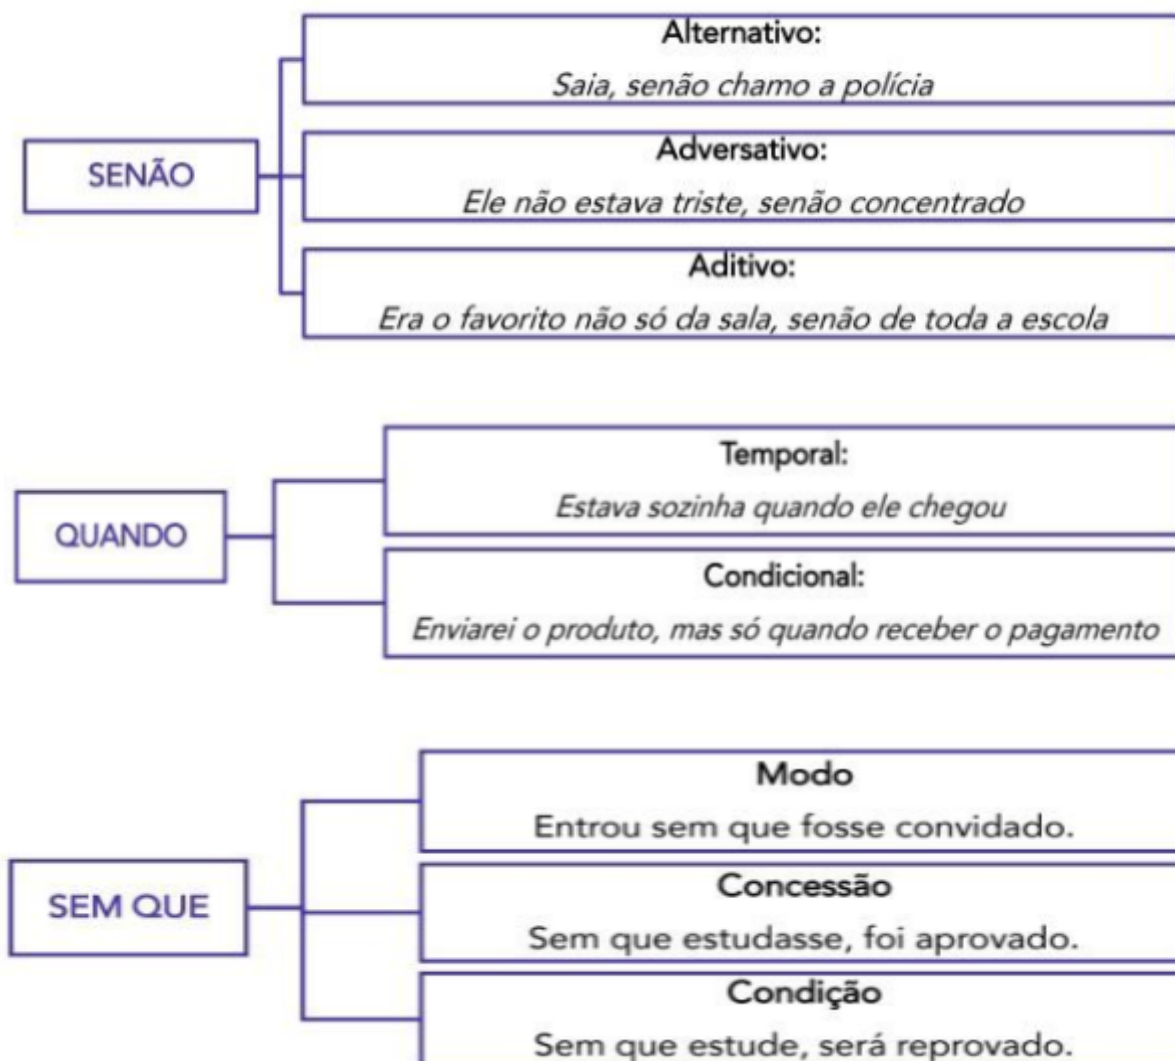 SENÃO
Alternativo:
Saia, senão chamo a polícia
Adversativo:
Ele não estava triste, senão concentrado
Aditivo:
Era o favorito não só da sala, senão de toda a escola
QUANDO
Temporal:
Estava sozinha quando ele chegou
Condicional:
Enviarei o produto, mas só quando receber o pagamento
SEM QUE
Modo
Entrou sem que fosse convidado.
Concessão
Sem que estudasse, foi aprovado.
Condição
Sem que estude, será reprovado.